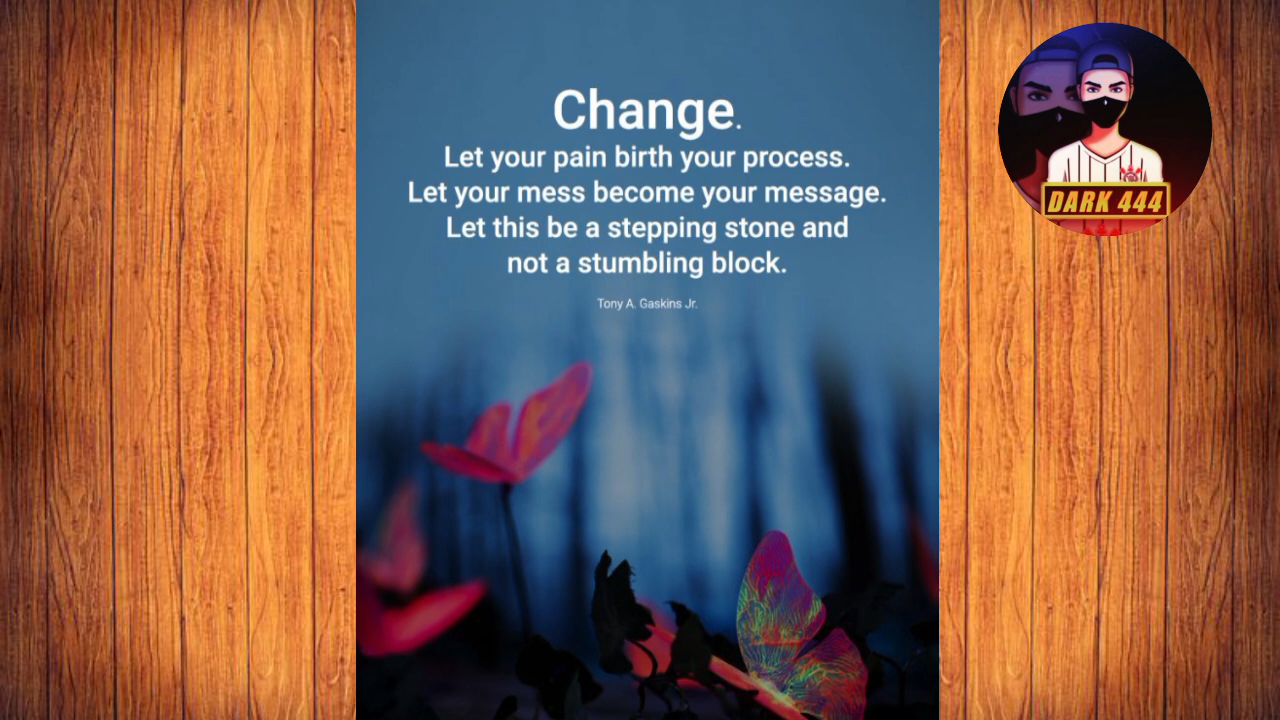 Change.
Let your pain birth your process.
Let your mess become your message.
Let this be a stepping stone and
not a stumbling block.
Tony A. Gaskins Jr.
DARK 444